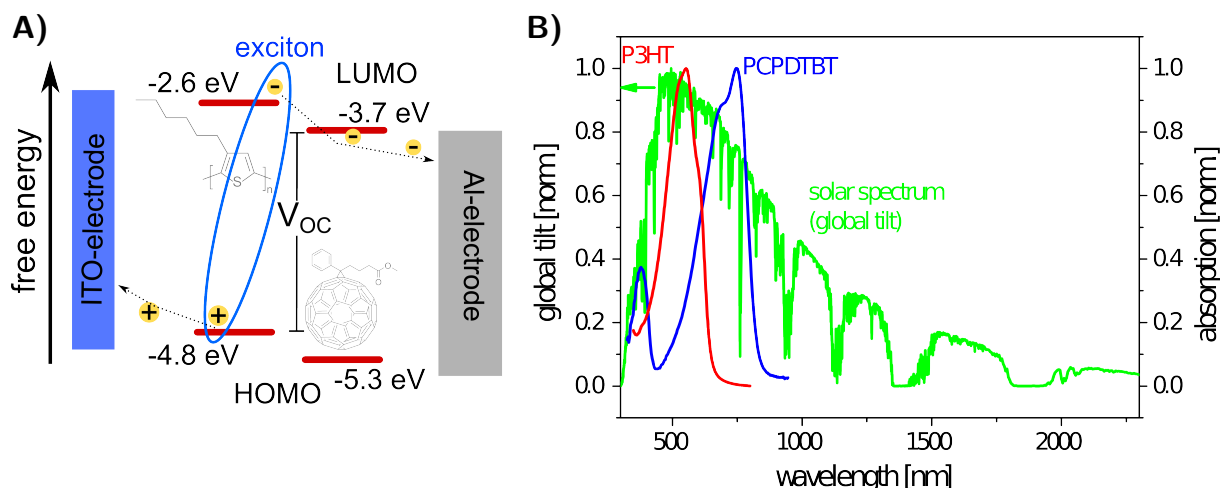 A)
exciton
-2.6 eV
LUMO
-3.7 eV
free energy
ITO-electrode
Al-electrode
S
n
VOC
O
O
-4.8 eV
-5.3 eV
HOMO
B)
P3HT
PCPDTBT
1.0
0.8
0.6
0.4
0.2
0.0
global tilt [norm]
solar spectrum
(global tilt)
1.0
0.8
0.6
0.4
0.2
0.0
absorption [norm]
500
1000
1500
2000
wavelength [nm]